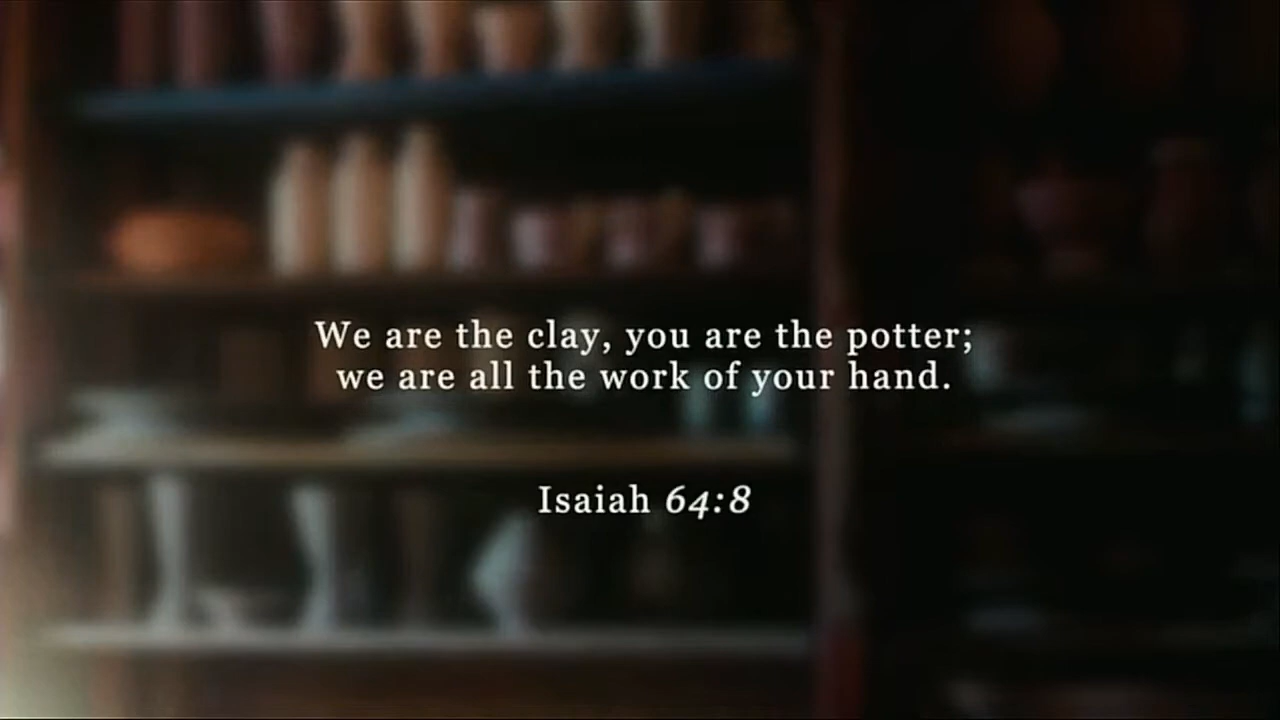 We are the clay, you are the potter;
we are all the work of your hand.
Isaiah 64:8